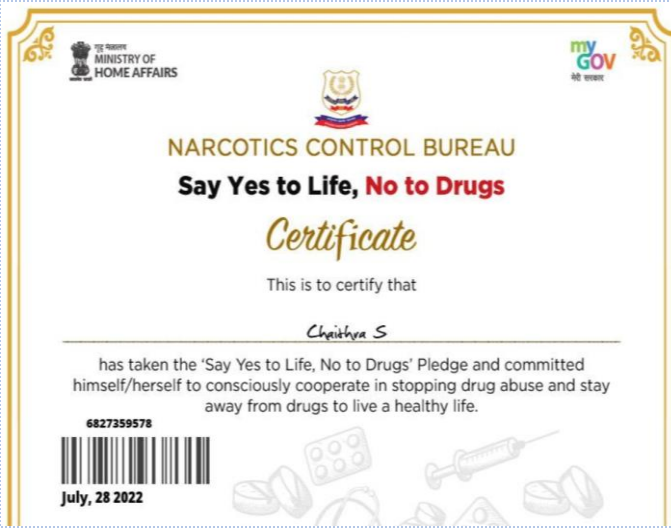 गृह मंत्रालय
MINISTRY OF
HOME AFFAIRS
my
GOV
मेरी सरकार
NARCOTICS CONTROL BUREAU
Say Yes to Life, No to Drugs
Certificate
This is to certify that
Chaithra S
has taken the ‘Say Yes to Life, No to Drugs’ Pledge and committed
himself/herself to consciously cooperate in stopping drug abuse and stay
away from drugs to live a healthy life.
6827359578
July, 28 2022